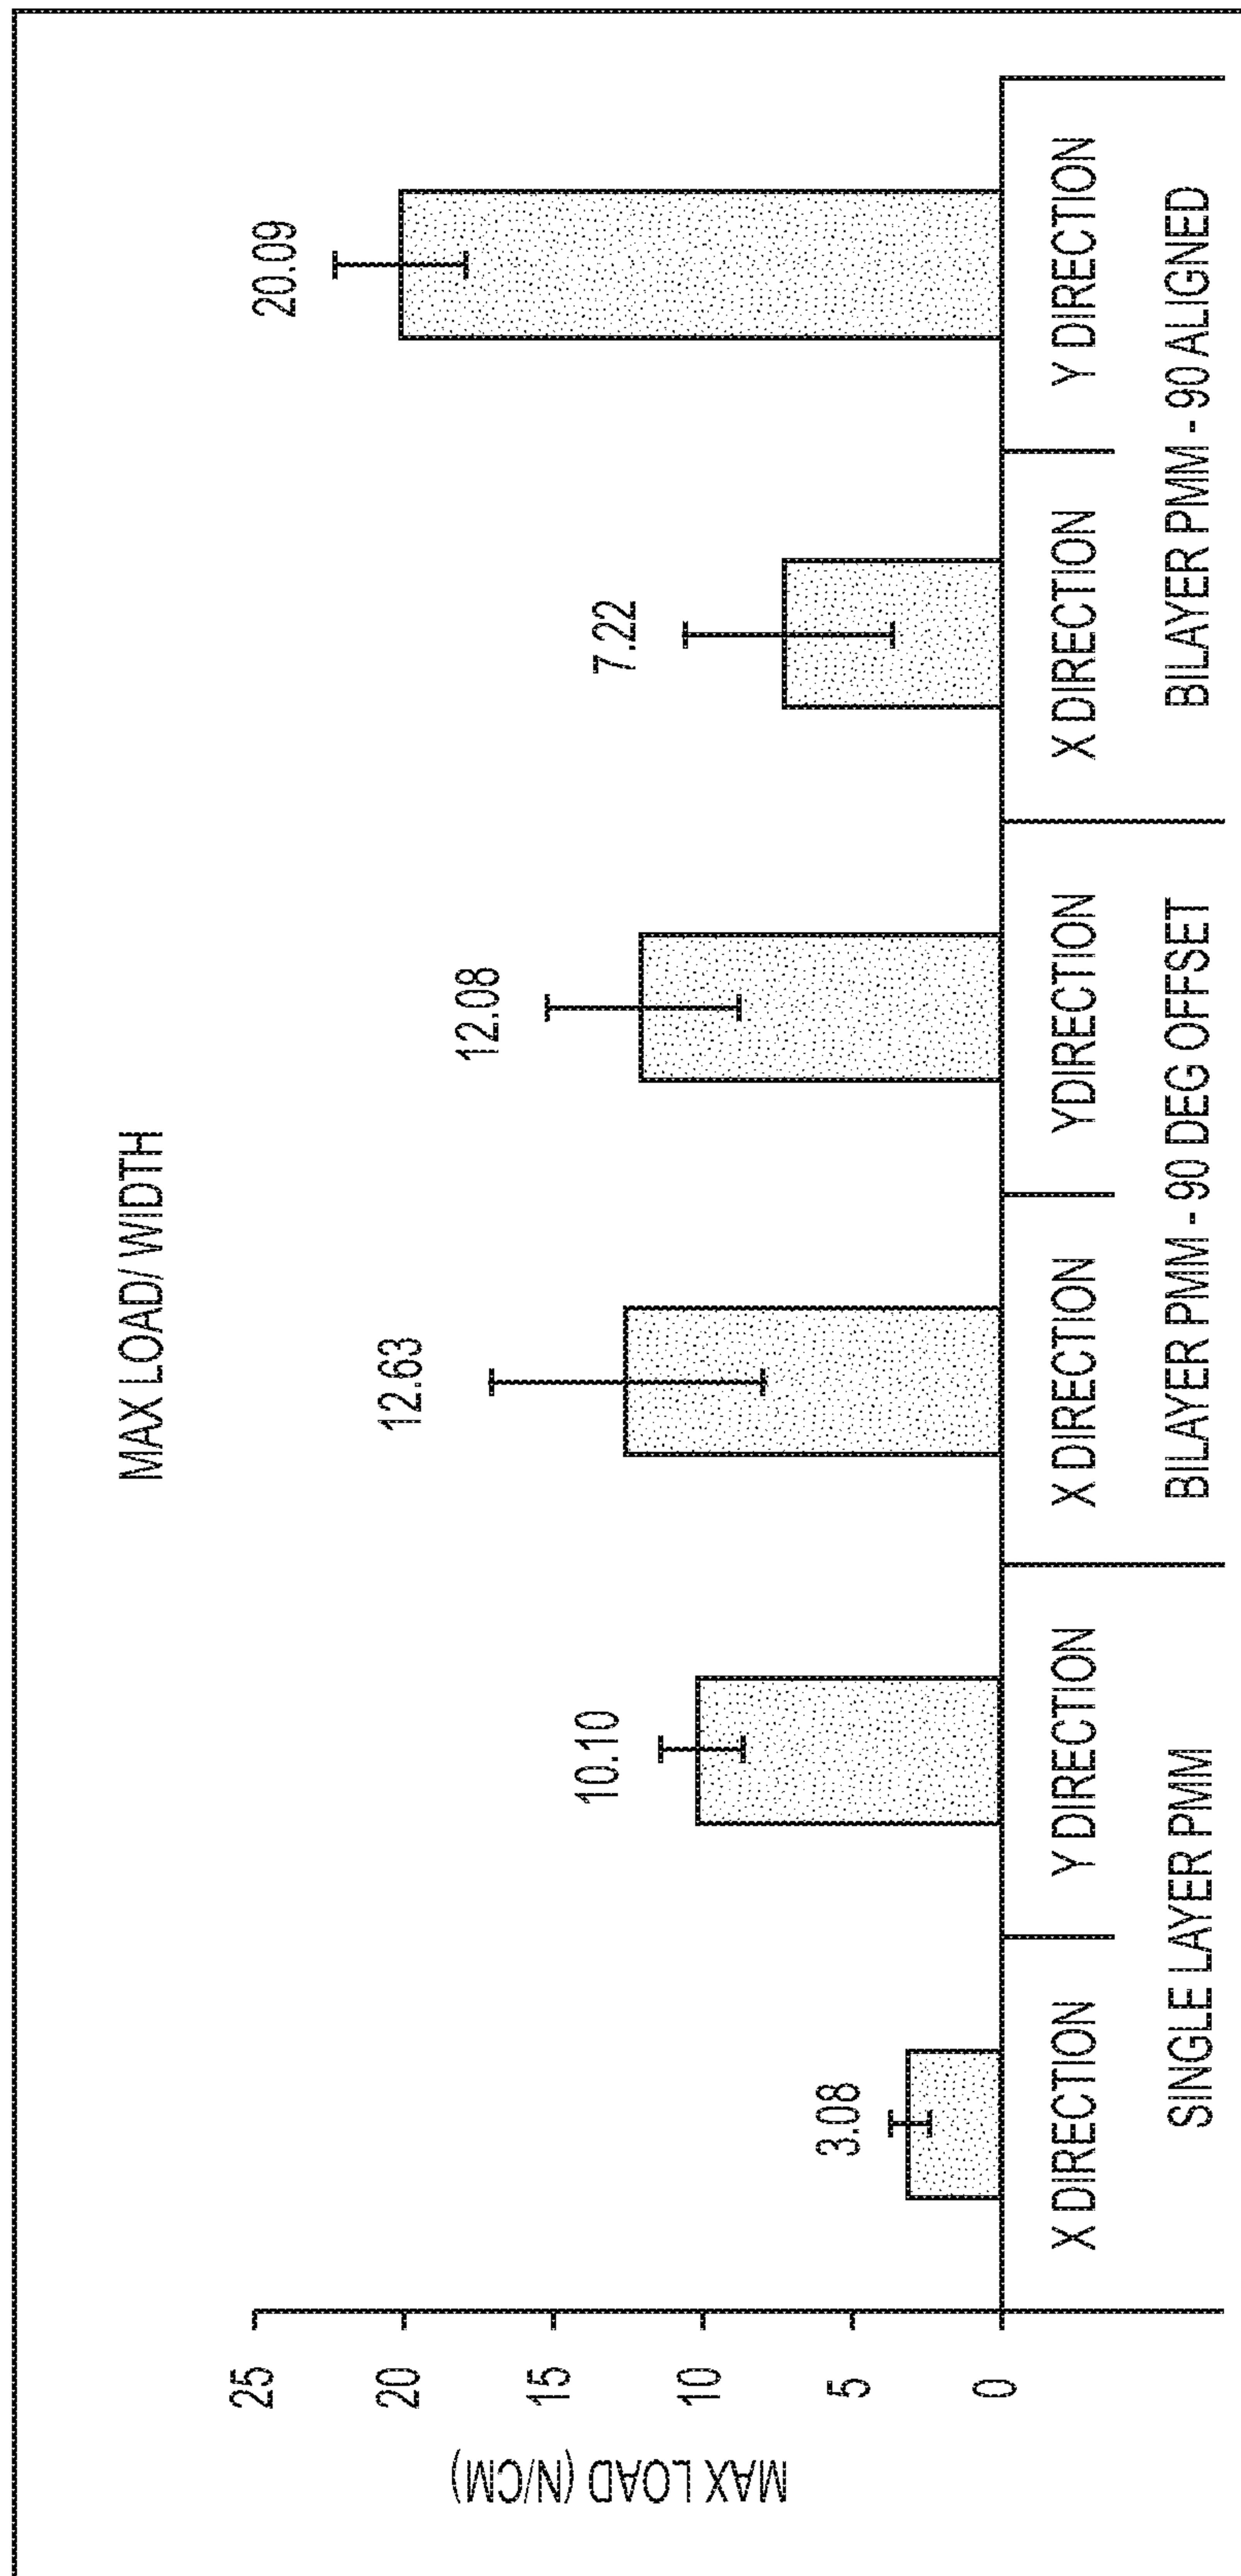 MAX LOAD/ WIDTH
MAX LOAD (N/CM)
25
20
15
10
5
0
3.08
10.10
12.63
12.08
7.22
20.09
X DIRECTION
Y DIRECTION
X DIRECTION
YDIRECTION
X DIRECTION
Y DIRECTION
SINGLE LAYER PMM
BILAYER PMM - 90 DEG OFFSET
BILAYER PMM - 90 ALIGNED